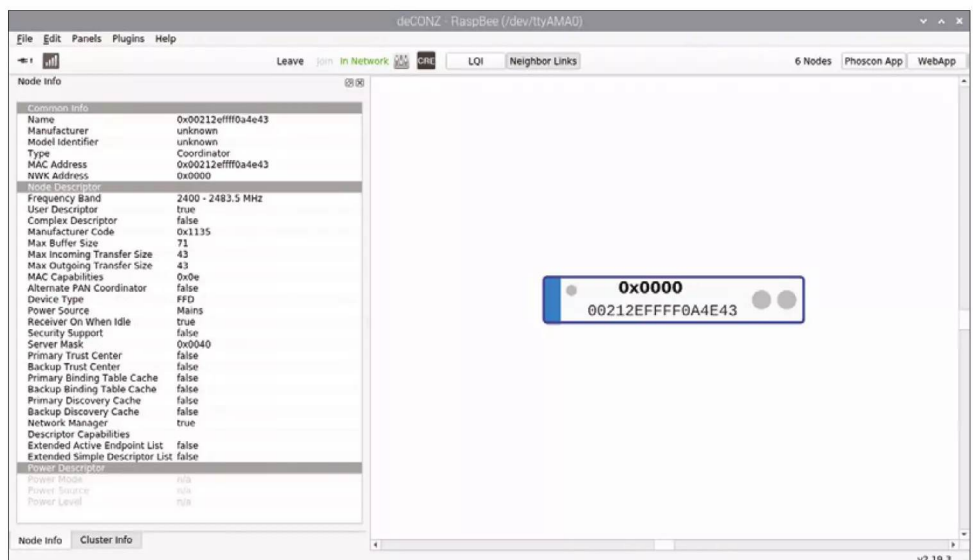 deCONZ - RaspBee (/dev/ttyAMA0)
File Edit Panels Plugins Help
Leave Join In Network CRE LQI Neighbor Links 6 Nodes Phoscon App WebApp
Node Info
Common Info
Name 0x00212effff0a4e43
Manufacturer unknown
Model Identifier unknown
Type Coordinator
MAC Address 0x00212effff0a4e43
NWK Address 0x0000
Node Descriptor
Frequency Band 2400 - 2483.5 MHz
User Descriptor true
Complex Descriptor false
Manufacturer Code 0x1135
Max Buffer Size 71
Max Incoming Transfer Size 43
Max Outgoing Transfer Size 43
MAC Capabilities 0x0e
Alternate PAN Coordinator false
Device Type FFD
Power Source Mains
Receiver On When Idle true
Security Support false
Server Mask 0x0040
Primary Trust Center false
Backup Trust Center false
Primary Binding Table Cache false
Backup Binding Table Cache false
Primary Discovery Cache false
Backup Discovery Cache false
Network Manager true
Descriptor Capabilities
Extended Active Endpoint List false
Extended Simple Descriptor List false
Power Descriptor
Power Mode n/a
Power Source n/a
Power Level n/a
0x0000
00212EFFFF0A4E43
Node Info Cluster Info
v2.19.3